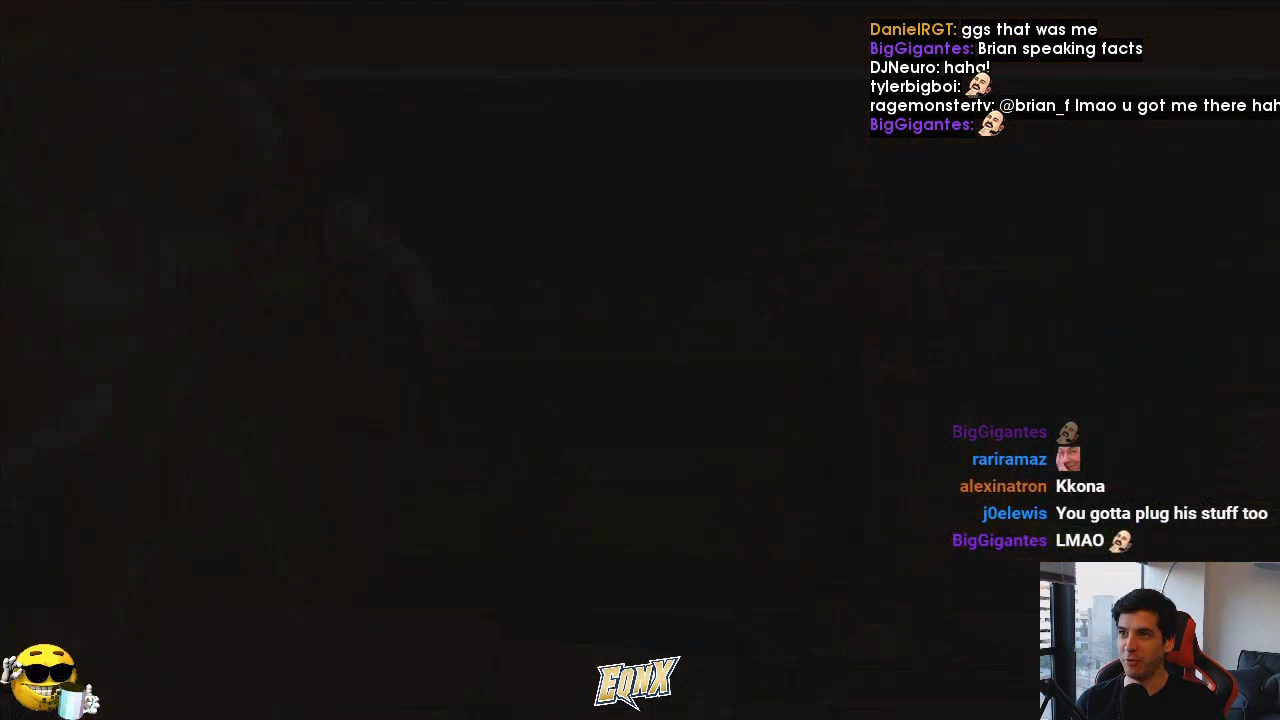 DanielRGT: ggs that was me
BigGigantes: Brian speaking facts
DJNeuro: haha!
tylerbigboi:
ragemonstertv: @brian_f lmao u got me there hah
BigGigantes:
BigGigantes
rariramaz
alexinatron Kkona
j0elewis You gotta plug his stuff too
BigGigantes LMAO
EQNX